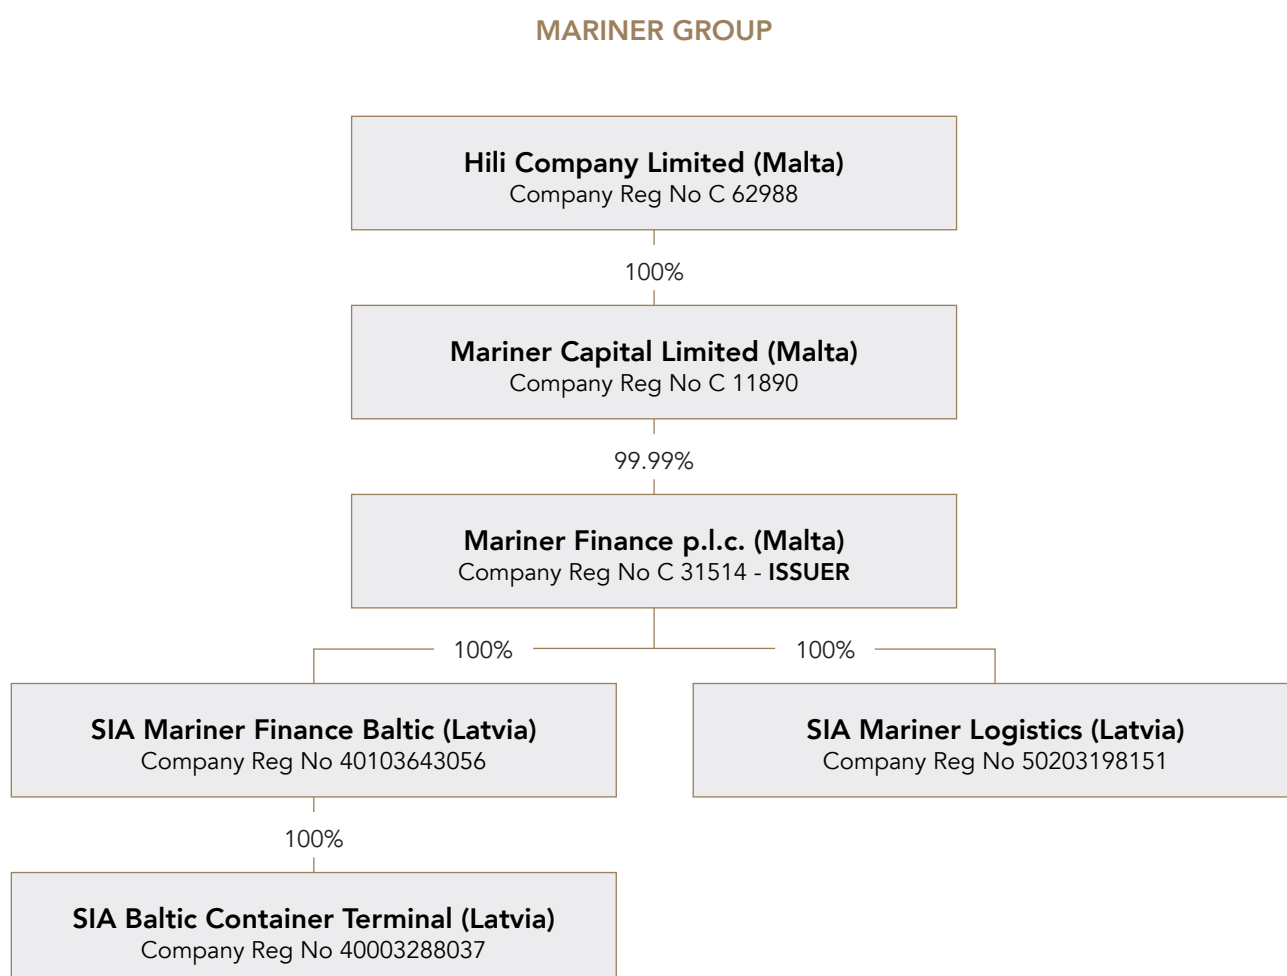 MARINER GROUP
Hili Company Limited (Malta)
Company Reg No C 62988
100%
Mariner Capital Limited (Malta)
Company Reg No C 11890
99.99%
Mariner Finance p.l.c. (Malta)
Company Reg No C 31514 - ISSUER
100%
100%
SIA Mariner Finance Baltic (Latvia)
Company Reg No 40103643056
SIA Mariner Logistics (Latvia)
Company Reg No 50203198151
100%
SIA Baltic Container Terminal (Latvia)
Company Reg No 40003288037